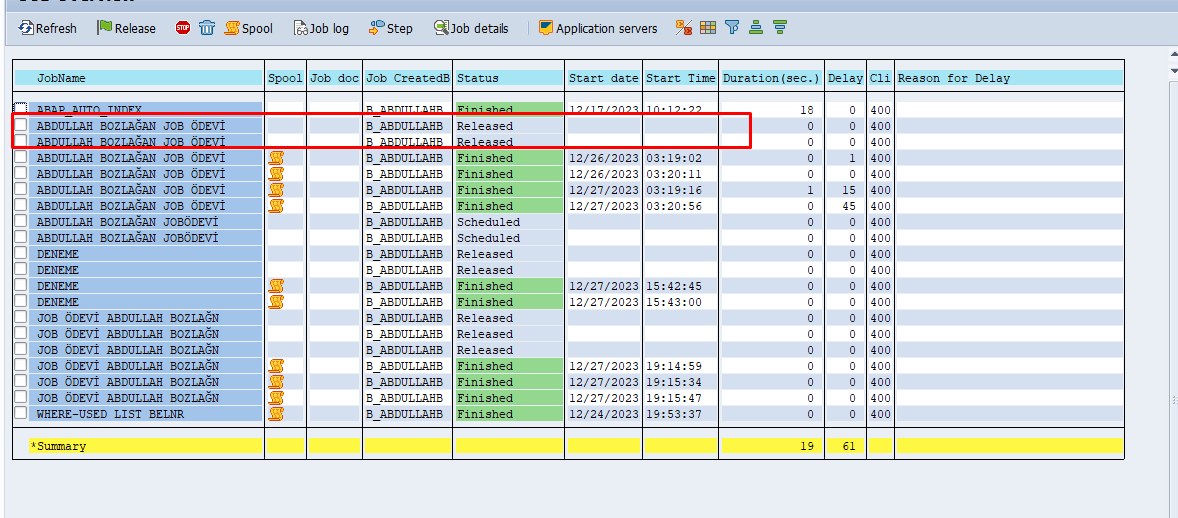 Refresh Release STOP Spool Job log Step Job details Application servers
JobName Spool Job doc Job CreatedB Status Start date Start Time Duration(sec.) Delay Cli Reason for Delay
ABAP_AUTO_INDEX B_ABDULLAHB Finished 12/17/2023 10:12:22 18 0 400
ABDULLAH BOZLAĞAN JOB ÖDEVİ B_ABDULLAHB Released 0 0 400
ABDULLAH BOZLAĞAN JOB ÖDEVİ B_ABDULLAHB Released 0 0 400
ABDULLAH BOZLAĞAN JOB ÖDEVİ B_ABDULLAHB Finished 12/26/2023 03:19:02 0 1 400
ABDULLAH BOZLAĞAN JOB ÖDEVİ B_ABDULLAHB Finished 12/26/2023 03:20:11 0 0 400
ABDULLAH BOZLAĞAN JOB ÖDEVİ B_ABDULLAHB Finished 12/27/2023 03:19:16 1 15 400
ABDULLAH BOZLAĞAN JOB ÖDEVİ B_ABDULLAHB Finished 12/27/2023 03:20:56 0 45 400
ABDULLAH BOZLAĞAN JOBÖDEVİ B_ABDULLAHB Scheduled 0 0 400
ABDULLAH BOZLAĞAN JOBÖDEVİ B_ABDULLAHB Scheduled 0 0 400
DENEME B_ABDULLAHB Released 0 0 400
DENEME B_ABDULLAHB Released 0 0 400
DENEME B_ABDULLAHB Finished 12/27/2023 15:42:45 0 0 400
DENEME B_ABDULLAHB Finished 12/27/2023 15:43:00 0 0 400
JOB ÖDEVİ ABDULLAH BOZLAĞN B_ABDULLAHB Released 0 0 400
JOB ÖDEVİ ABDULLAH BOZLAĞN B_ABDULLAHB Released 0 0 400
JOB ÖDEVİ ABDULLAH BOZLAĞN B_ABDULLAHB Released 0 0 400
JOB ÖDEVİ ABDULLAH BOZLAĞN B_ABDULLAHB Finished 12/27/2023 19:14:59 0 0 400
JOB ÖDEVİ ABDULLAH BOZLAĞN B_ABDULLAHB Finished 12/27/2023 19:15:34 0 0 400
JOB ÖDEVİ ABDULLAH BOZLAĞN B_ABDULLAHB Finished 12/27/2023 19:15:47 0 0 400
WHERE-USED LIST BELNR B_ABDULLAHB Finished 12/24/2023 19:53:37 0 0 400
*Summary 19 61